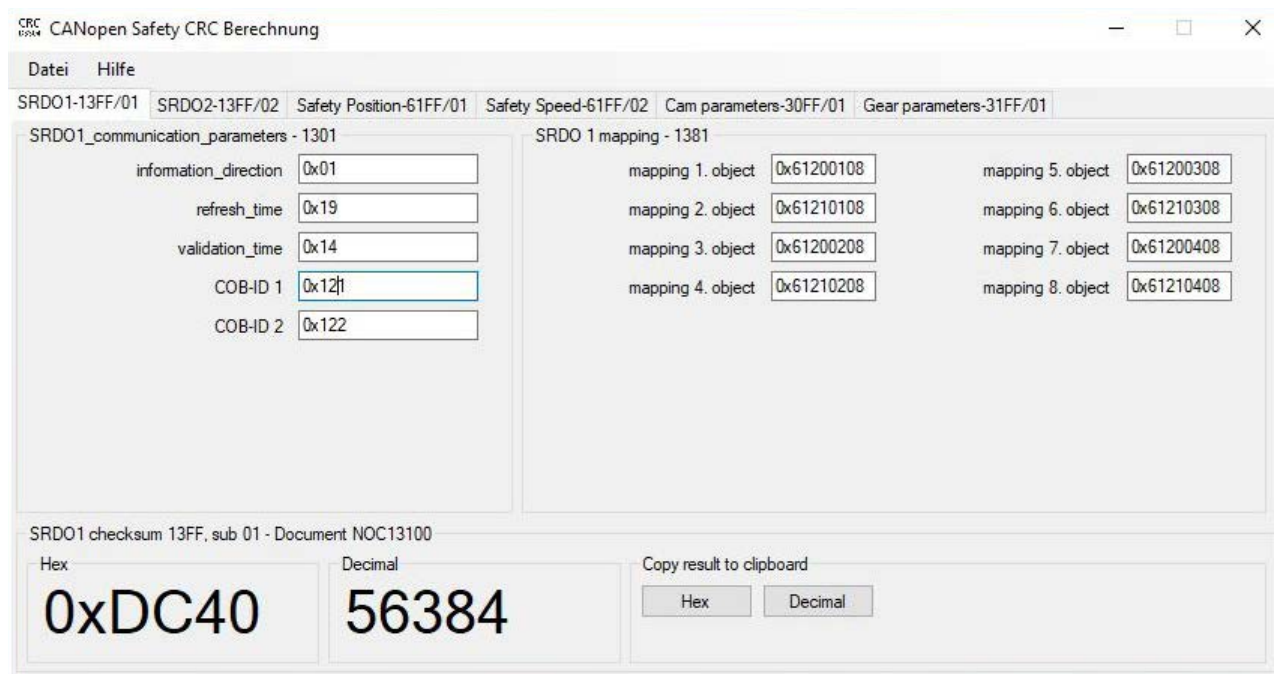 CRC CANopen Safety CRC Berechnung
Datei Hilfe
SRDO1-13FF/01 SRDO2-13FF/02 Safety Position-61FF/01 Safety Speed-61FF/02 Cam parameters-30FF/01 Gear parameters-31FF/01
SRDO1_communication_parameters - 1301
information_direction 0x01
refresh_time 0x19
validation_time 0x14
COB-ID 1 0x121
COB-ID 2 0x122
SRDO 1 mapping - 1381
mapping 1. object 0x61200108 mapping 5. object 0x61200308
mapping 2. object 0x61210108 mapping 6. object 0x61210308
mapping 3. object 0x61200208 mapping 7. object 0x61200408
mapping 4. object 0x61210208 mapping 8. object 0x61210408
SRDO1 checksum 13FF, sub 01 - Document NOC13100
Hex
0xDC40
Decimal
56384
Copy result to clipboard
Hex Decimal